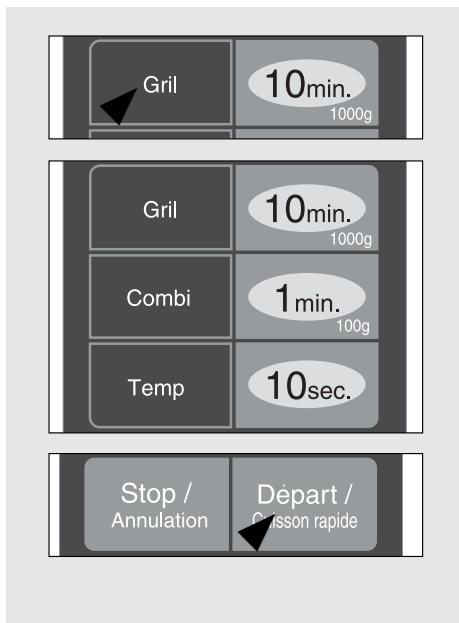 Gril
10min.
1000g
Gril
10min.
1000g
Combi
1min.
100g
Temp
10sec.
Stop /
Annulation
Départ /
Cuisson rapide